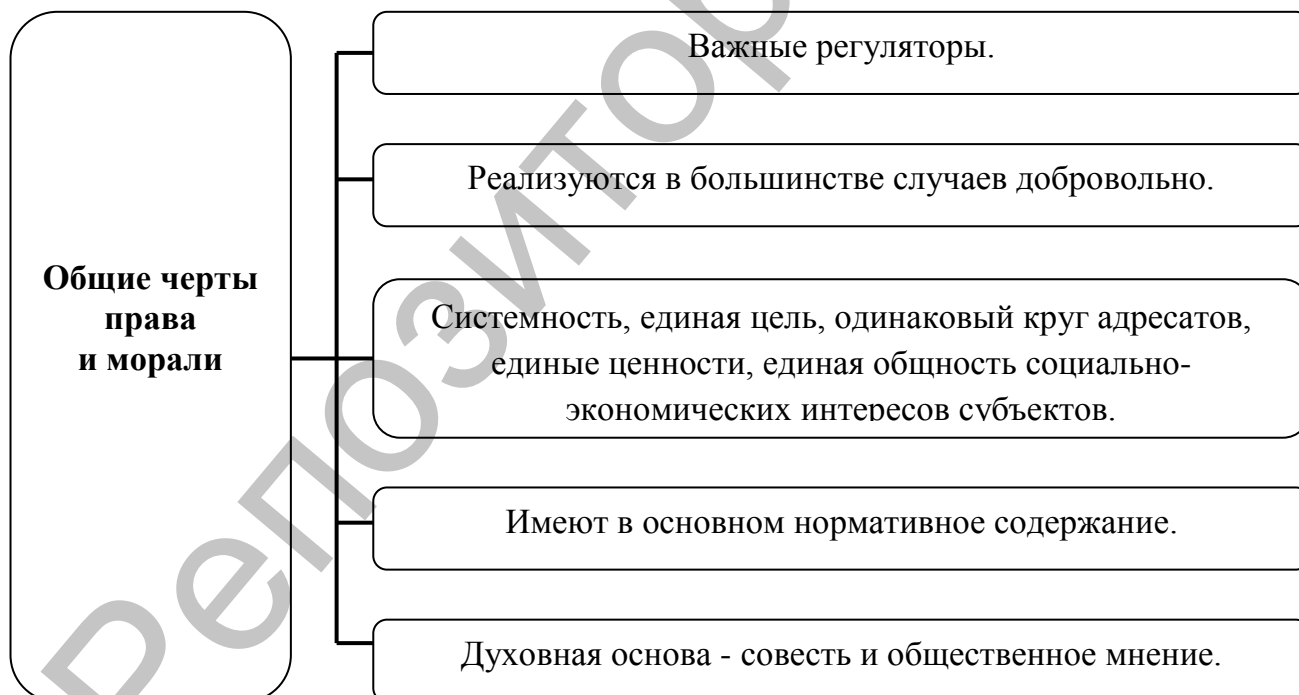 Общие черты
права
и морали
Важные регуляторы.
Реализуются в большинстве случаев добровольно.
Системность, единая цель, одинаковый круг адресатов,
единые ценности, единая общность социально-
экономических интересов субъектов.
Имеют в основном нормативное содержание.
Духовная основа - совесть и общественное мнение.
Репозитор